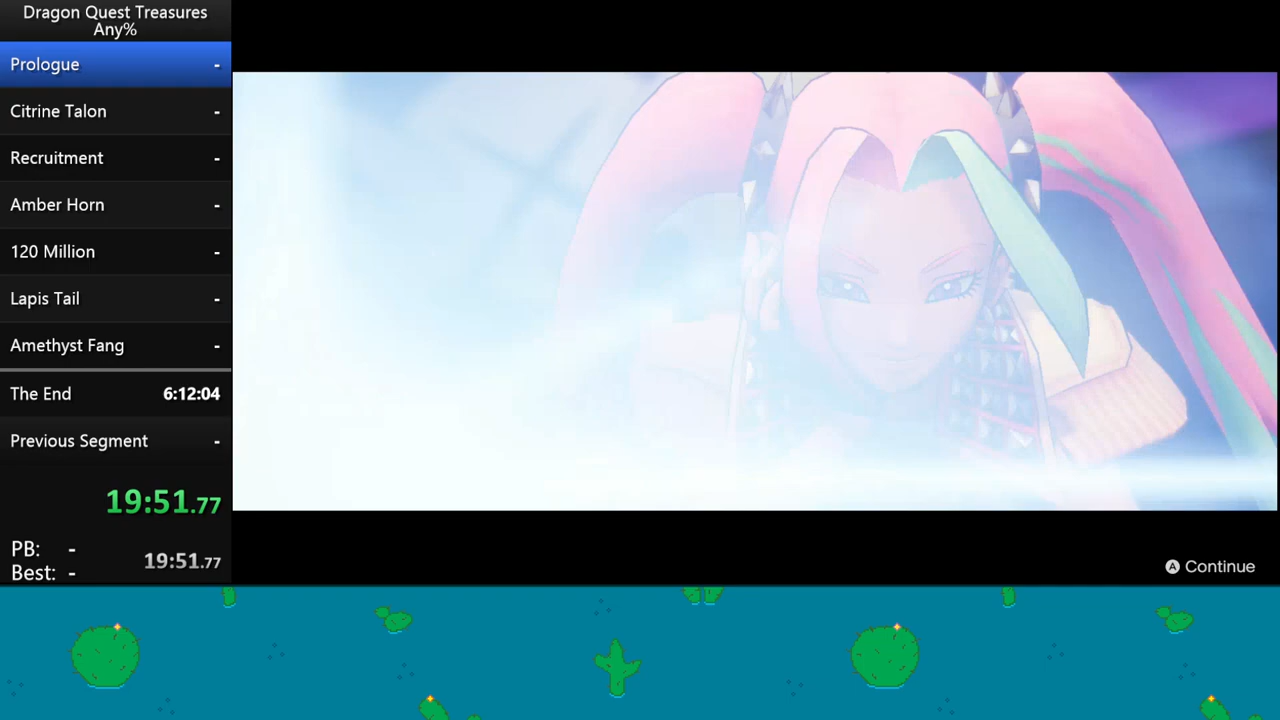 Dragon Quest Treasures
Any%
Prologue -
Citrine Talon -
Recruitment -
Amber Horn -
120 Million -
Lapis Tail -
Amethyst Fang -
The End 6:12:04
Previous Segment -
19:51.77
PB: -
Best: -
19:51.77
A Continue